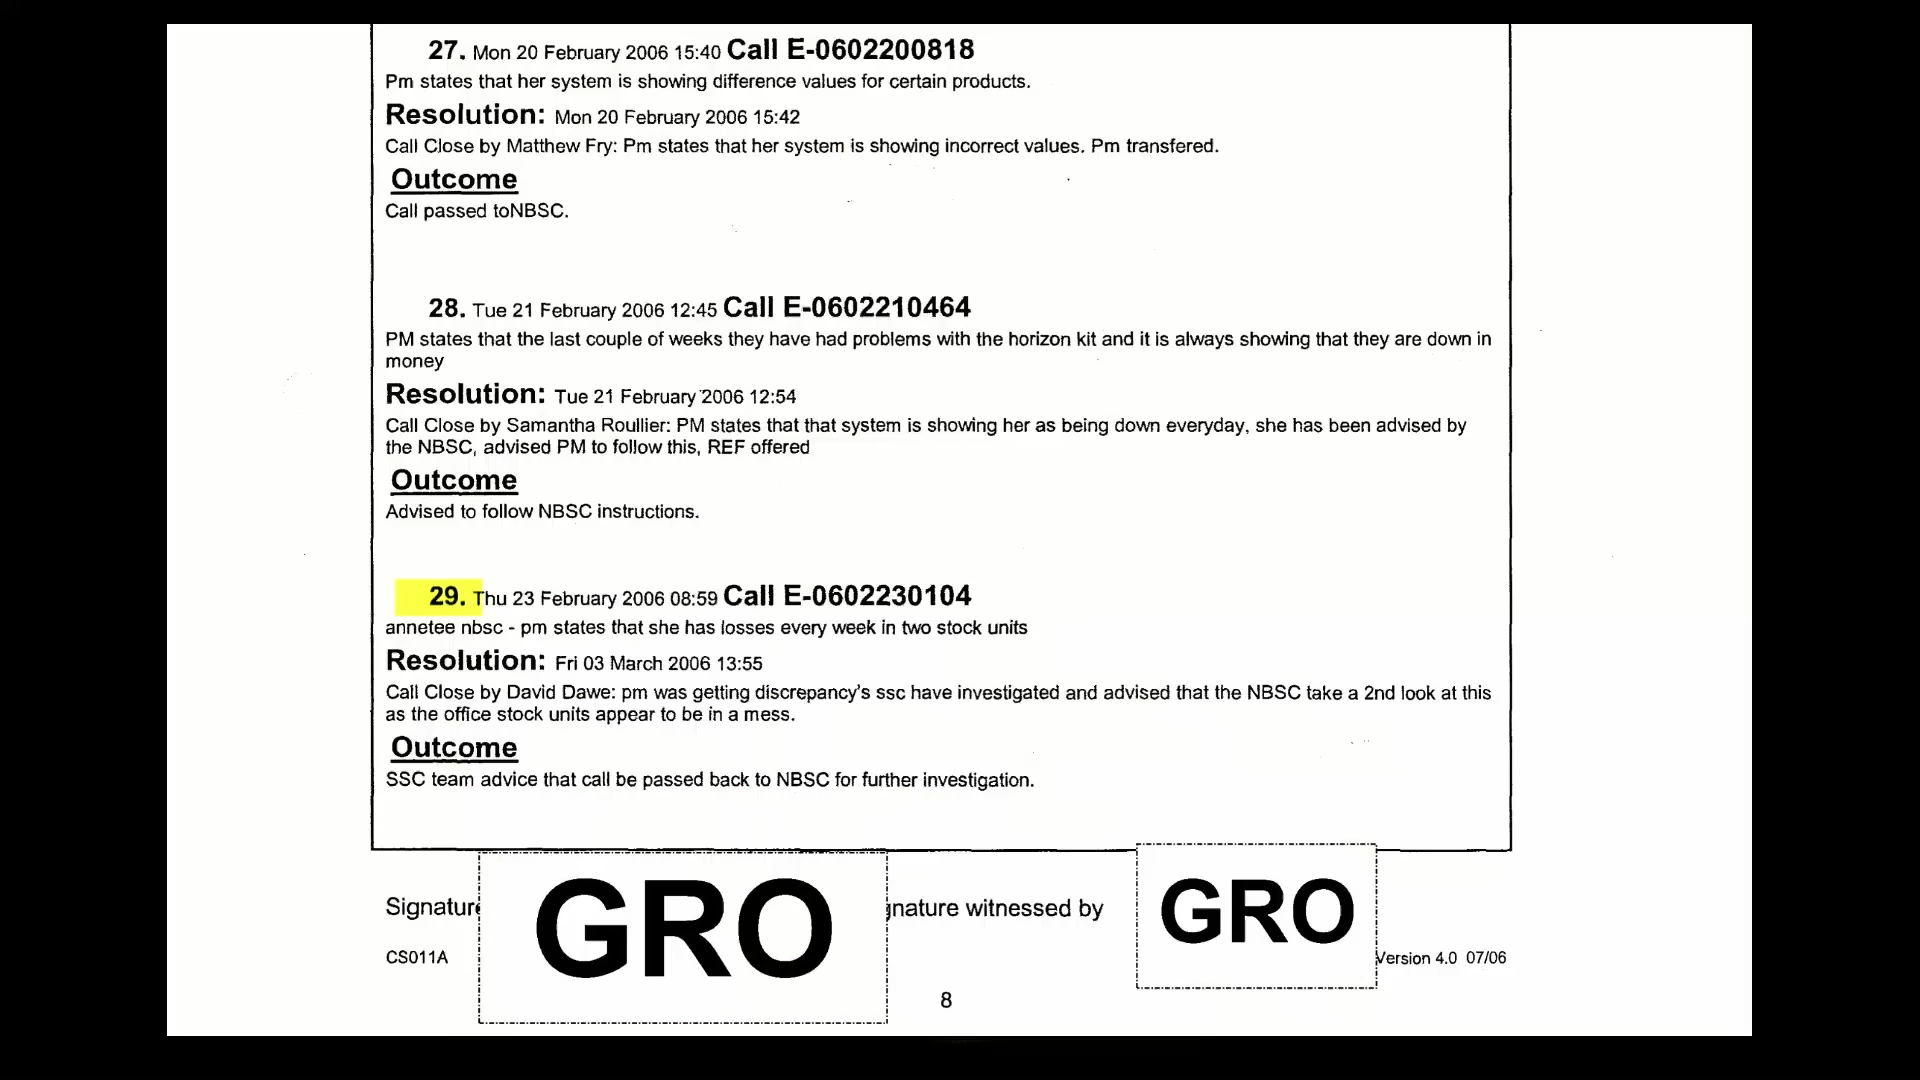 27. Mon 20 February 2006 15:40 Call E-0602200818
Pm states that her system is showing difference values for certain products.
Resolution: Mon 20 February 2006 15:42
Call Close by Matthew Fry: Pm states that her system is showing incorrect values. Pm transfered.
Outcome
Call passed toNBSC.
28. Tue 21 February 2006 12:45 Call E-0602210464
PM states that the last couple of weeks they have had problems with the horizon kit and it is always showing that they are down in
money
Resolution: Tue 21 February 2006 12:54
Call Close by Samantha Roullier: PM states that that system is showing her as being down everyday, she has been advised by
the NBSC, advised PM to follow this, REF offered
Outcome
Advised to follow NBSC instructions.
29. Thu 23 February 2006 08:59 Call E-0602230104
annetee nbsc - pm states that she has losses every week in two stock units
Resolution: Fri 03 March 2006 13:55
Call Close by David Dawe: pm was getting discrepancy's ssc have investigated and advised that the NBSC take a 2nd look at this
as the office stock units appear to be in a mess.
Outcome
SSC team advice that call be passed back to NBSC for further investigation.
Signature GRO gnature witnessed by GRO
CS011A Version 4.0 07/06
8